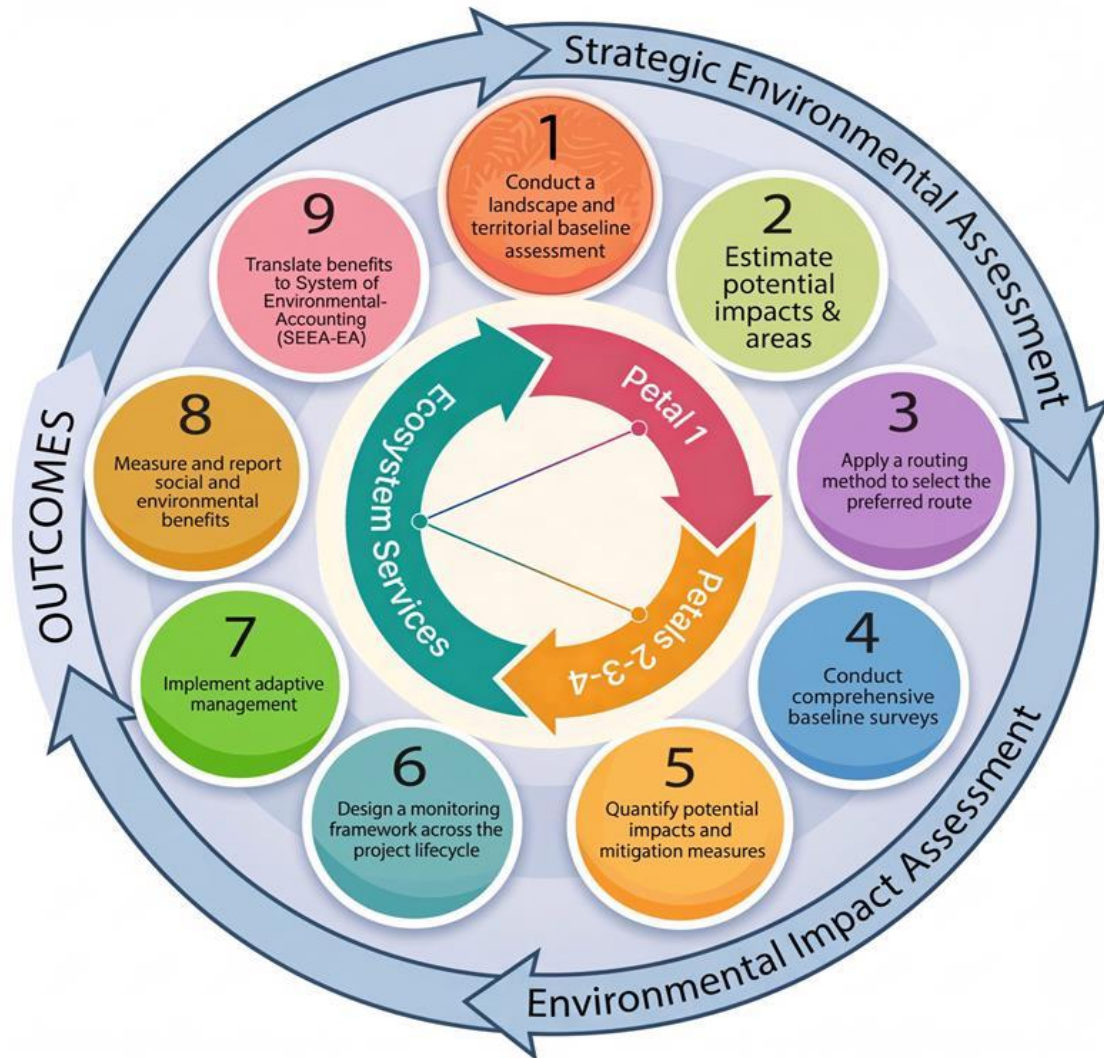 Strategic Environmental Assessment
1
Conduct a
landscape and
territorial baseline
assessment
2
Estimate
potential
impacts &
areas
3
Apply a routing
method to select the
preferred route
4
Conduct
comprehensive
baseline surveys
5
Quantify potential
impacts and
mitigation measures
6
Design a monitoring
framework across the
project lifecycle
7
Implement adaptive
management
8
Measure and report
social and
environmental
benefits
9
Translate benefits
to System of
Environmental-
Accounting
(SEEA-EA)
Environmental Impact Assessment
OUTCOMES
Petal 1
Petals 2-3-4
Ecosystem Services